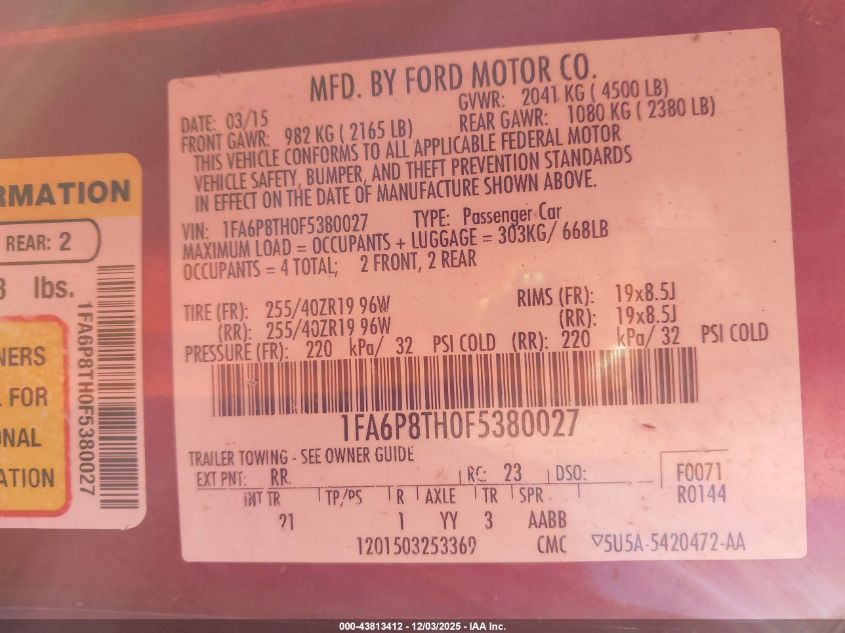 MFD. BY FORD MOTOR CO.
DATE: 03/15 GVWR: 2041 KG ( 4500 LB)
FRONT GAWR: 982 KG ( 2165 LB) REAR GAWR: 1080 KG ( 2380 LB)
THIS VEHICLE CONFORMS TO ALL APPLICABLE FEDERAL MOTOR
VEHICLE SAFETY, BUMPER, AND THEFT PREVENTION STANDARDS
IN EFFECT ON THE DATE OF MANUFACTURE SHOWN ABOVE.
VIN: 1FA6P8TH0F5380027 TYPE: Passenger Car
MAXIMUM LOAD = OCCUPANTS + LUGGAGE = 303KG/ 668LB
OCCUPANTS = 4 TOTAL; 2 FRONT, 2 REAR
TIRE (FR): 255/40ZR19 96W RIMS (FR): 19x8.5J
(RR): 255/40ZR19 96W (RR): 19x8.5J
PRESSURE (FR): 220 kPa/ 32 PSI COLD (RR): 220 kPa/ 32 PSI COLD
1FA6P8TH0F5380027
TRAILER TOWING - SEE OWNER GUIDE
EXT PNT: RR RC: 23 DSO: F0071
R0144
INT TR TP/PS R AXLE TR SPR
21 1 YY 3 AABB
1201503253369 CMC ▽5U5A-5420472-AA
RMATION
REAR: 2
lbs.
1FA6P8TH0F5380027
NERS
FOR
ONAL
ATION
000-43813412 - 12/03/2025 - IAA Inc.